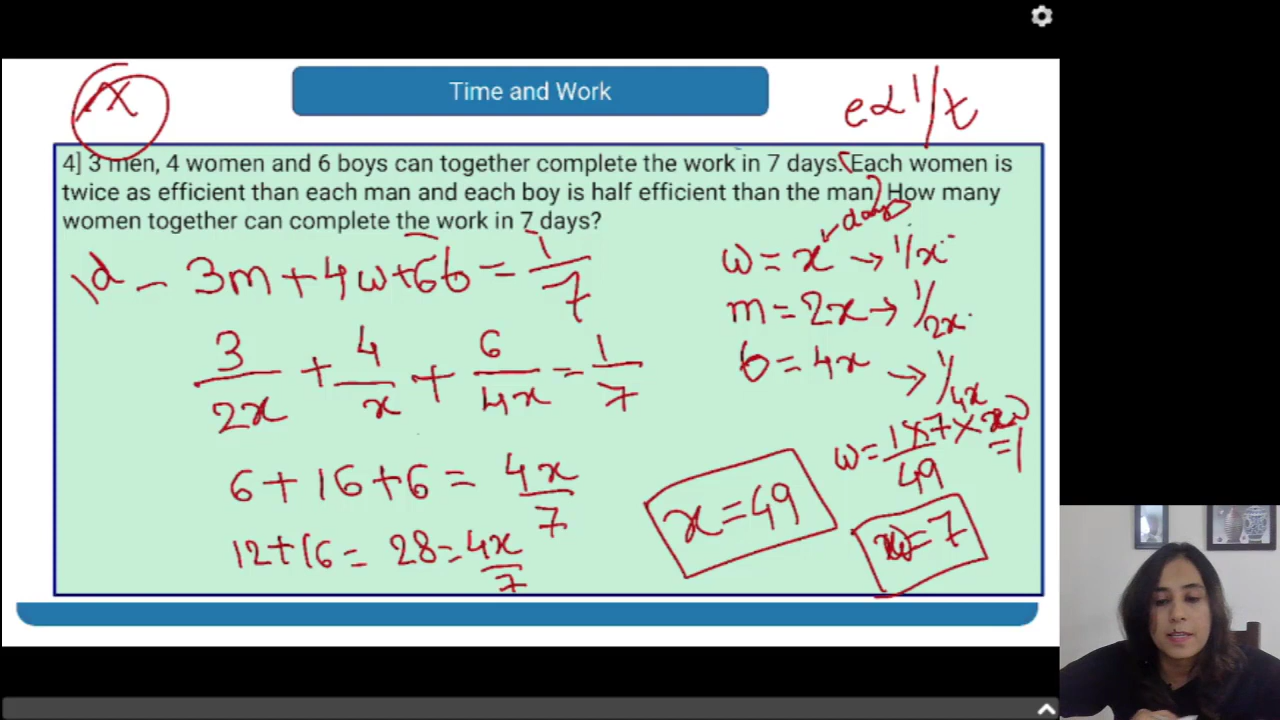 Time and Work
x
e α 1/t
4] 3 men, 4 women and 6 boys can together complete the work in 7 days. Each women is
twice as efficient than each man and each boy is half efficient than the man. How many
women together can complete the work in 7 days?
1d - 3m+4w+6b = 1/7
3/2x + 4/x + 6/4x = 1/7
6+16+6 = 4x/7
12+16 = 28 = 4x/7
days
w = x → 1/x
m = 2x → 1/2x
b = 4x → 1/4x
x = 49
w = 1×7/49 × xw = 1
xw = 7